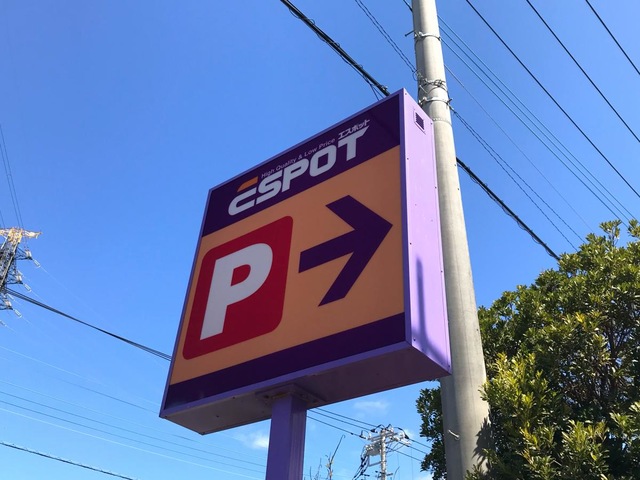 High Quality & Low Price エスポット
ESPOT
P